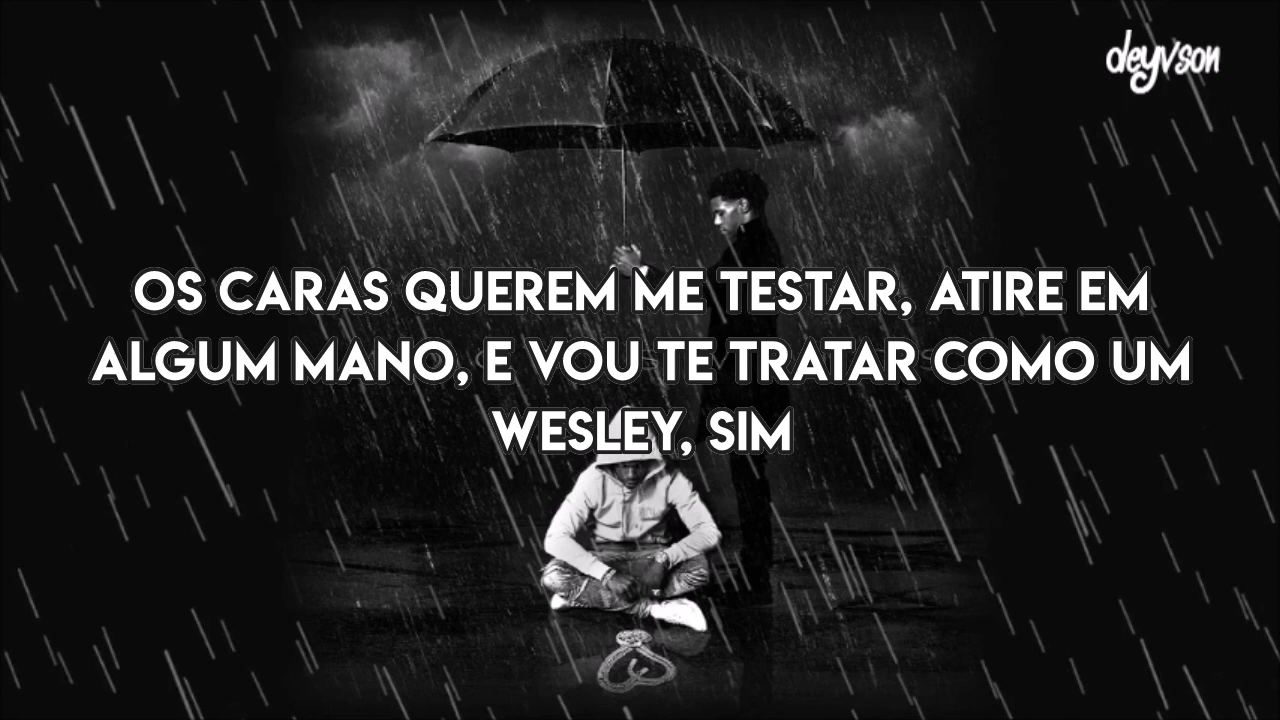 deyvson
OS CARAS QUEREM ME TESTAR, ATIRE EM
ALGUM MANO, E VOU TE TRATAR COMO UM
WESLEY, SIM